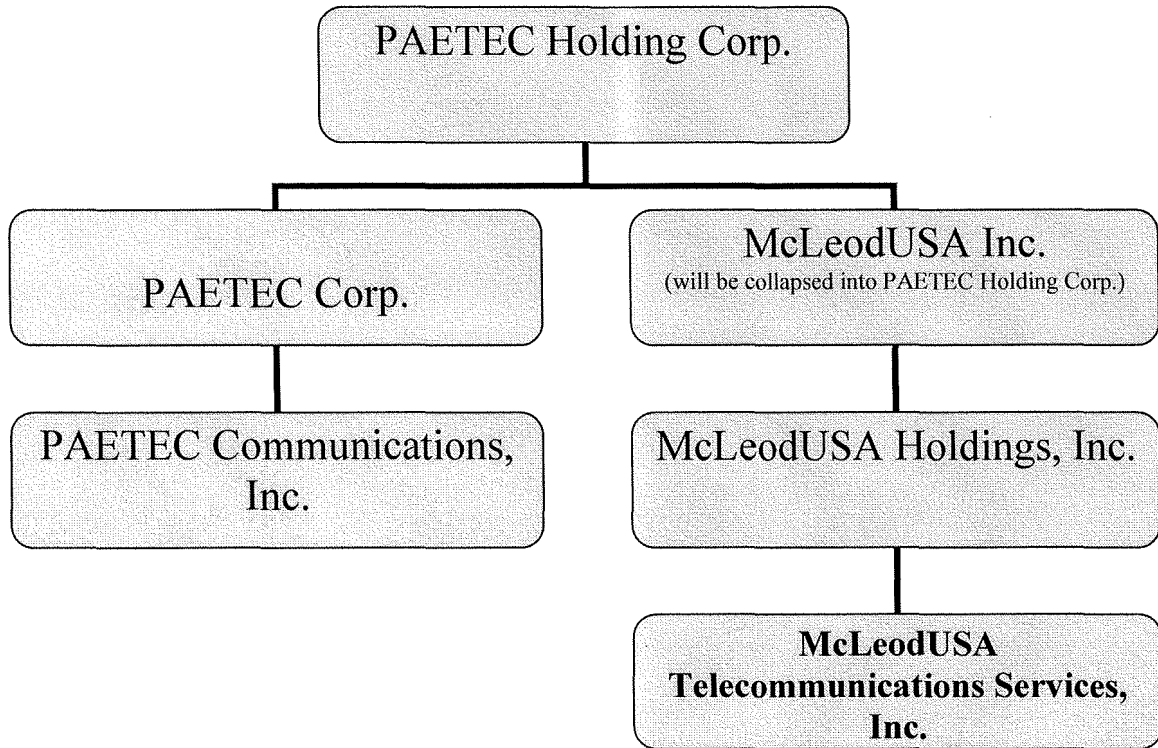 PAETEC Holding Corp.
PAETEC Corp.
McLeodUSA Inc.
(will be collapsed into PAETEC Holding Corp.)
PAETEC Communications,
Inc.
McLeodUSA Holdings, Inc.
McLeodUSA
Telecommunications Services,
Inc.